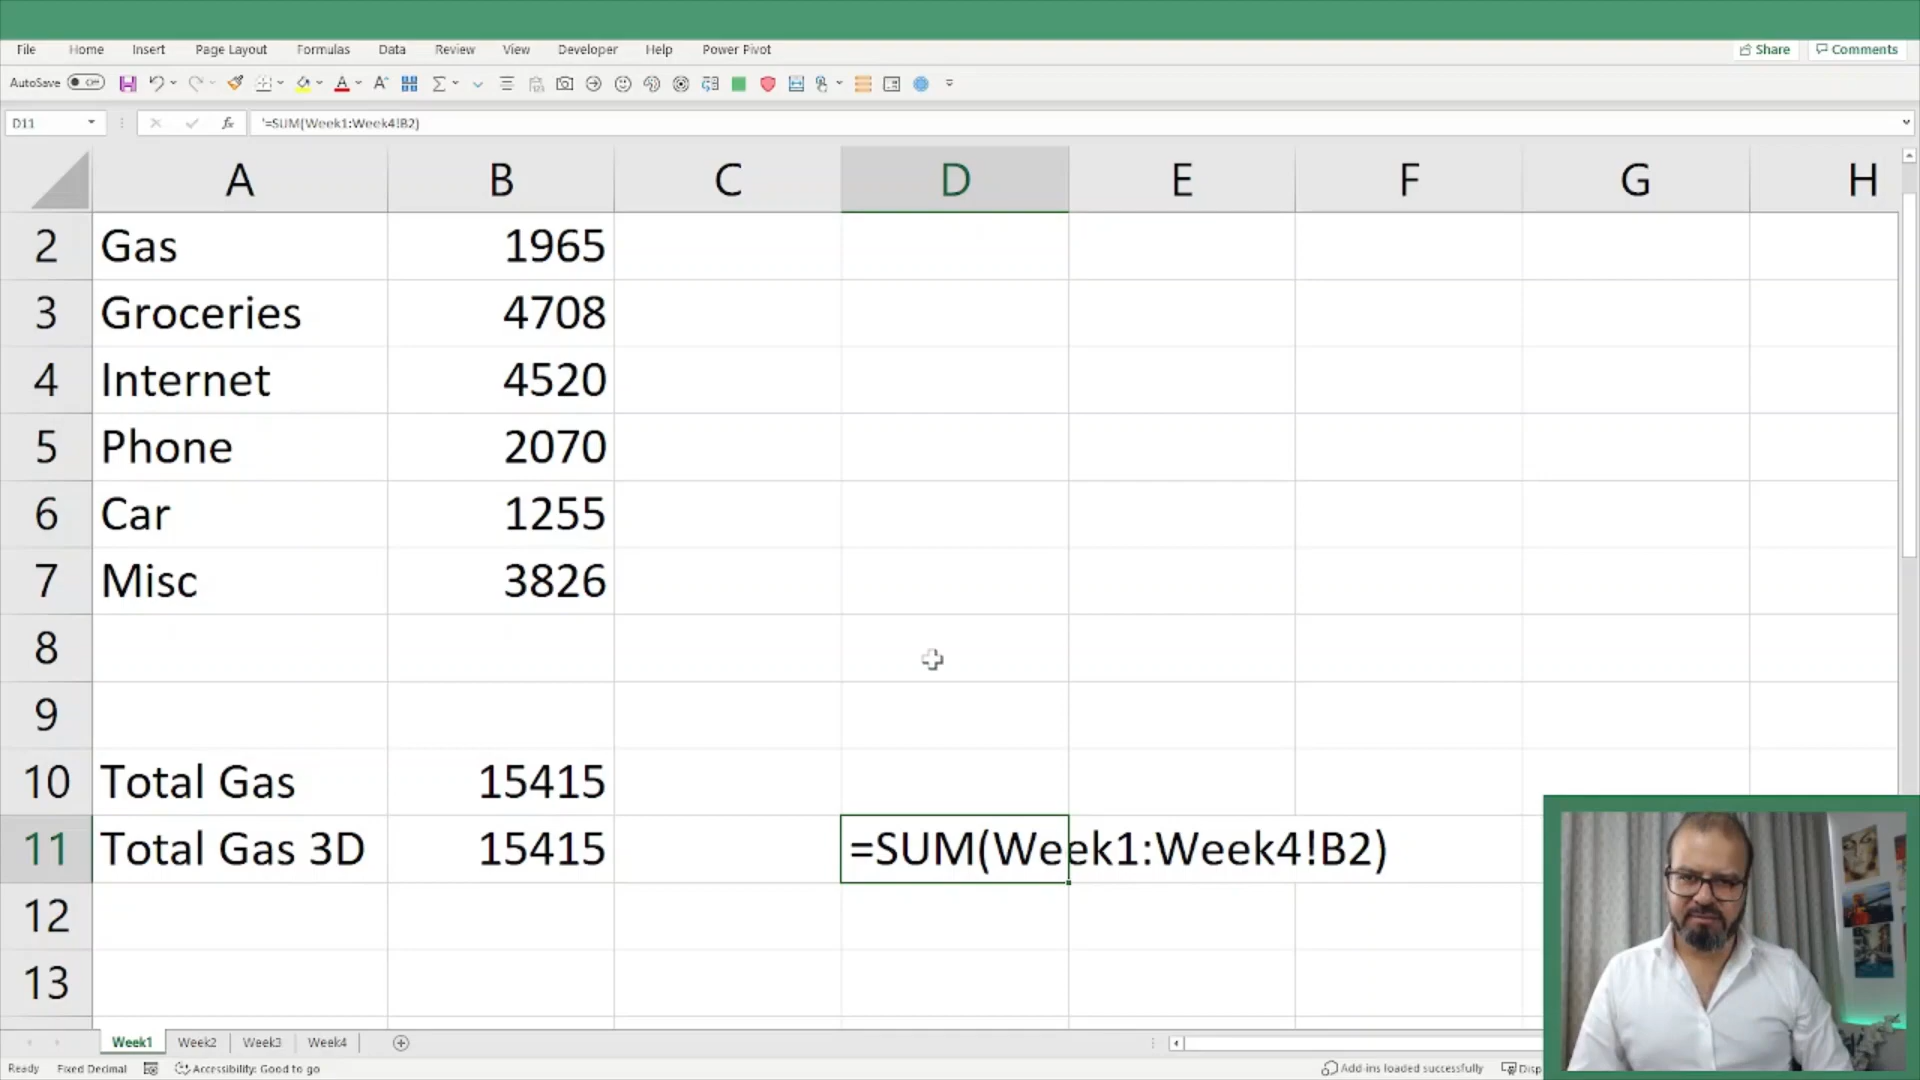 File Home Insert Page Layout Formulas Data Review View Developer Help Power Pivot Share Comments
AutoSave Off
D11 fx '=SUM(Week1:Week4!B2)
A B C D E F G H
2 Gas 1965
3 Groceries 4708
4 Internet 4520
5 Phone 2070
6 Car 1255
7 Misc 3826
8
9
10 Total Gas 15415
11 Total Gas 3D 15415 =SUM(Week1:Week4!B2)
12
13
Week1 Week2 Week3 Week4
Ready Fixed Decimal Accessibility: Good to go Add-ins loaded successfully Disp